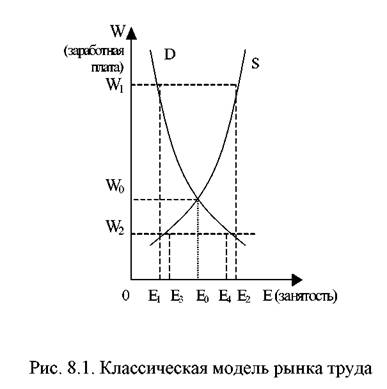 W
(заработная
плата)
D
S
W₁
W₀
W₂
0 E₁ E₃ E₀ E₄ E₂ E (занятость)
Рис. 8.1. Классическая модель рынка труда